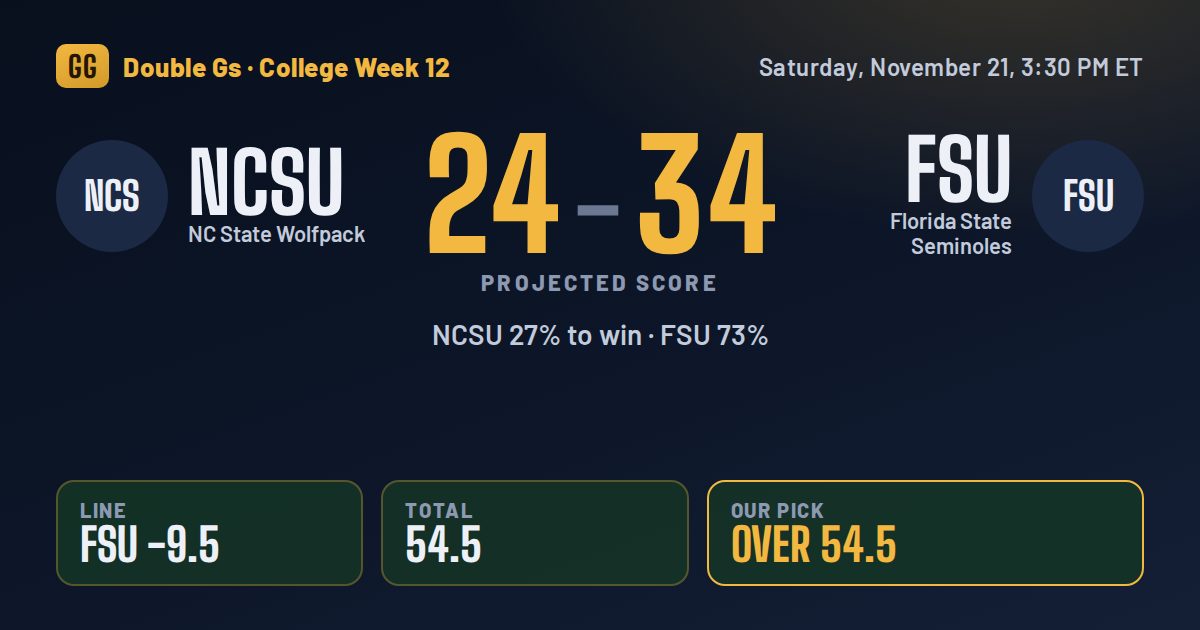 GG
Double Gs · College Week 12
Saturday, November 21, 3:30 PM ET
NCS
NCSU
NC State Wolfpack
24 – 34
PROJECTED SCORE
NCSU 27% to win · FSU 73%
FSU
Florida State
Seminoles
FSU
LINE
FSU −9.5
TOTAL
54.5
OUR PICK
OVER 54.5